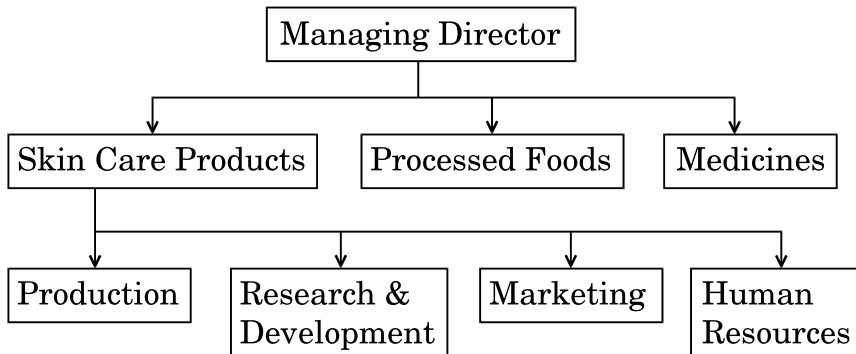 Managing Director
Skin Care Products
Processed Foods
Medicines
Production
Research &
Development
Marketing
Human
Resources